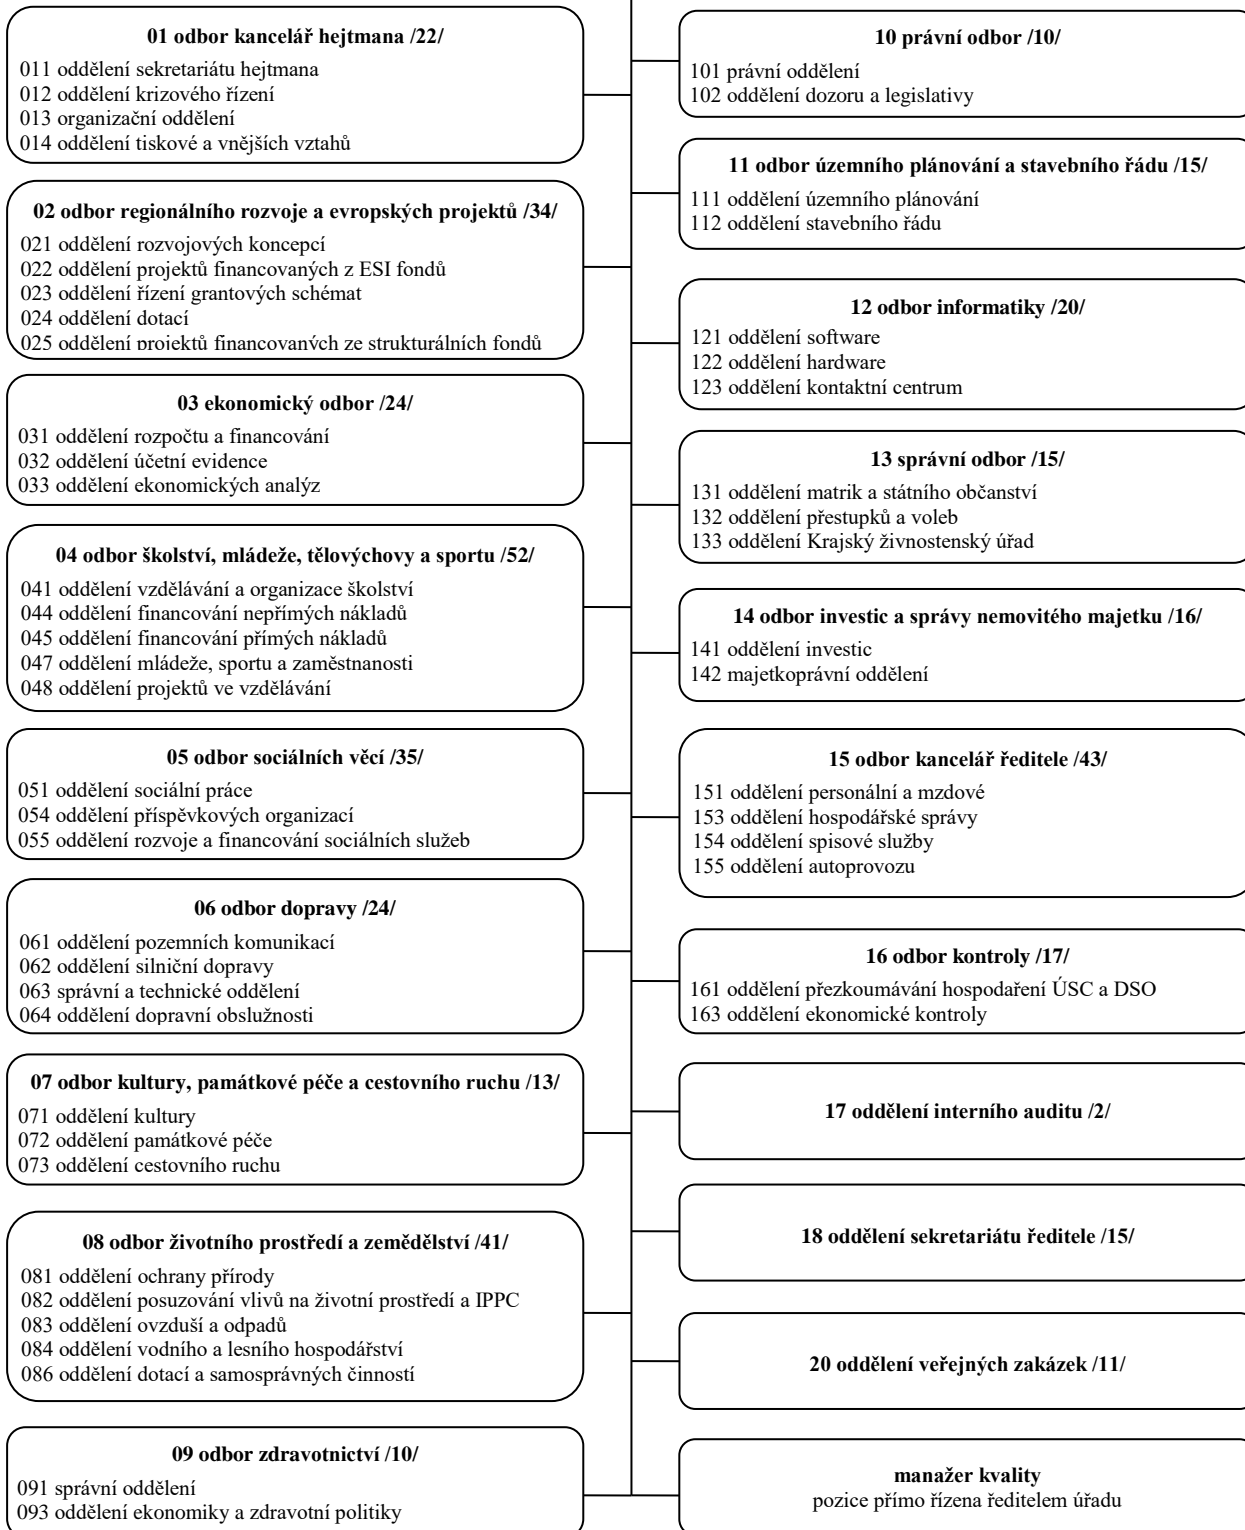 01 odbor kancelář hejtmana /22/
011 oddělení sekretariátu hejtmana
012 oddělení krizového řízení
013 organizační oddělení
014 oddělení tiskové a vnějších vztahů
02 odbor regionálního rozvoje a evropských projektů /34/
021 oddělení rozvojových koncepcí
022 oddělení projektů financovaných z ESI fondů
023 oddělení řízení grantových schémat
024 oddělení dotací
025 oddělení projektů financovaných ze strukturálních fondů
03 ekonomický odbor /24/
031 oddělení rozpočtu a financování
032 oddělení účetní evidence
033 oddělení ekonomických analýz
04 odbor školství, mládeže, tělovýchovy a sportu /52/
041 oddělení vzdělávání a organizace školství
044 oddělení financování nepřímých nákladů
045 oddělení financování přímých nákladů
047 oddělení mládeže, sportu a zaměstnanosti
048 oddělení projektů ve vzdělávání
05 odbor sociálních věcí /35/
051 oddělení sociální práce
054 oddělení příspěvkových organizací
055 oddělení rozvoje a financování sociálních služeb
06 odbor dopravy /24/
061 oddělení pozemních komunikací
062 oddělení silniční dopravy
063 správní a technické oddělení
064 oddělení dopravní obslužnosti
07 odbor kultury, památkové péče a cestovního ruchu /13/
071 oddělení kultury
072 oddělení památkové péče
073 oddělení cestovního ruchu
08 odbor životního prostředí a zemědělství /41/
081 oddělení ochrany přírody
082 oddělení posuzování vlivů na životní prostředí a IPPC
083 oddělení ovzduší a odpadů
084 oddělení vodního a lesního hospodářství
086 oddělení dotací a samosprávných činností
09 odbor zdravotnictví /10/
091 správní oddělení
093 oddělení ekonomiky a zdravotní politiky
10 právní odbor /10/
101 právní oddělení
102 oddělení dozoru a legislativy
11 odbor územního plánování a stavebního řádu /15/
111 oddělení územního plánování
112 oddělení stavebního řádu
12 odbor informatiky /20/
121 oddělení software
122 oddělení hardware
123 oddělení kontaktní centrum
13 správní odbor /15/
131 oddělení matrik a státního občanství
132 oddělení přestupků a voleb
133 oddělení Krajský živnostenský úřad
14 odbor investic a správy nemovitého majetku /16/
141 oddělení investic
142 majetkoprávní oddělení
15 odbor kancelář ředitele /43/
151 oddělení personální a mzdové
153 oddělení hospodářské správy
154 oddělení spisové služby
155 oddělení autoprovozu
16 odbor kontroly /17/
161 oddělení přezkoumávání hospodaření ÚSC a DSO
163 oddělení ekonomické kontroly
17 oddělení interního auditu /2/
18 oddělení sekretariátu ředitele /15/
20 oddělení veřejných zakázek /11/
manažer kvality
pozice přímo řízena ředitelem úřadu